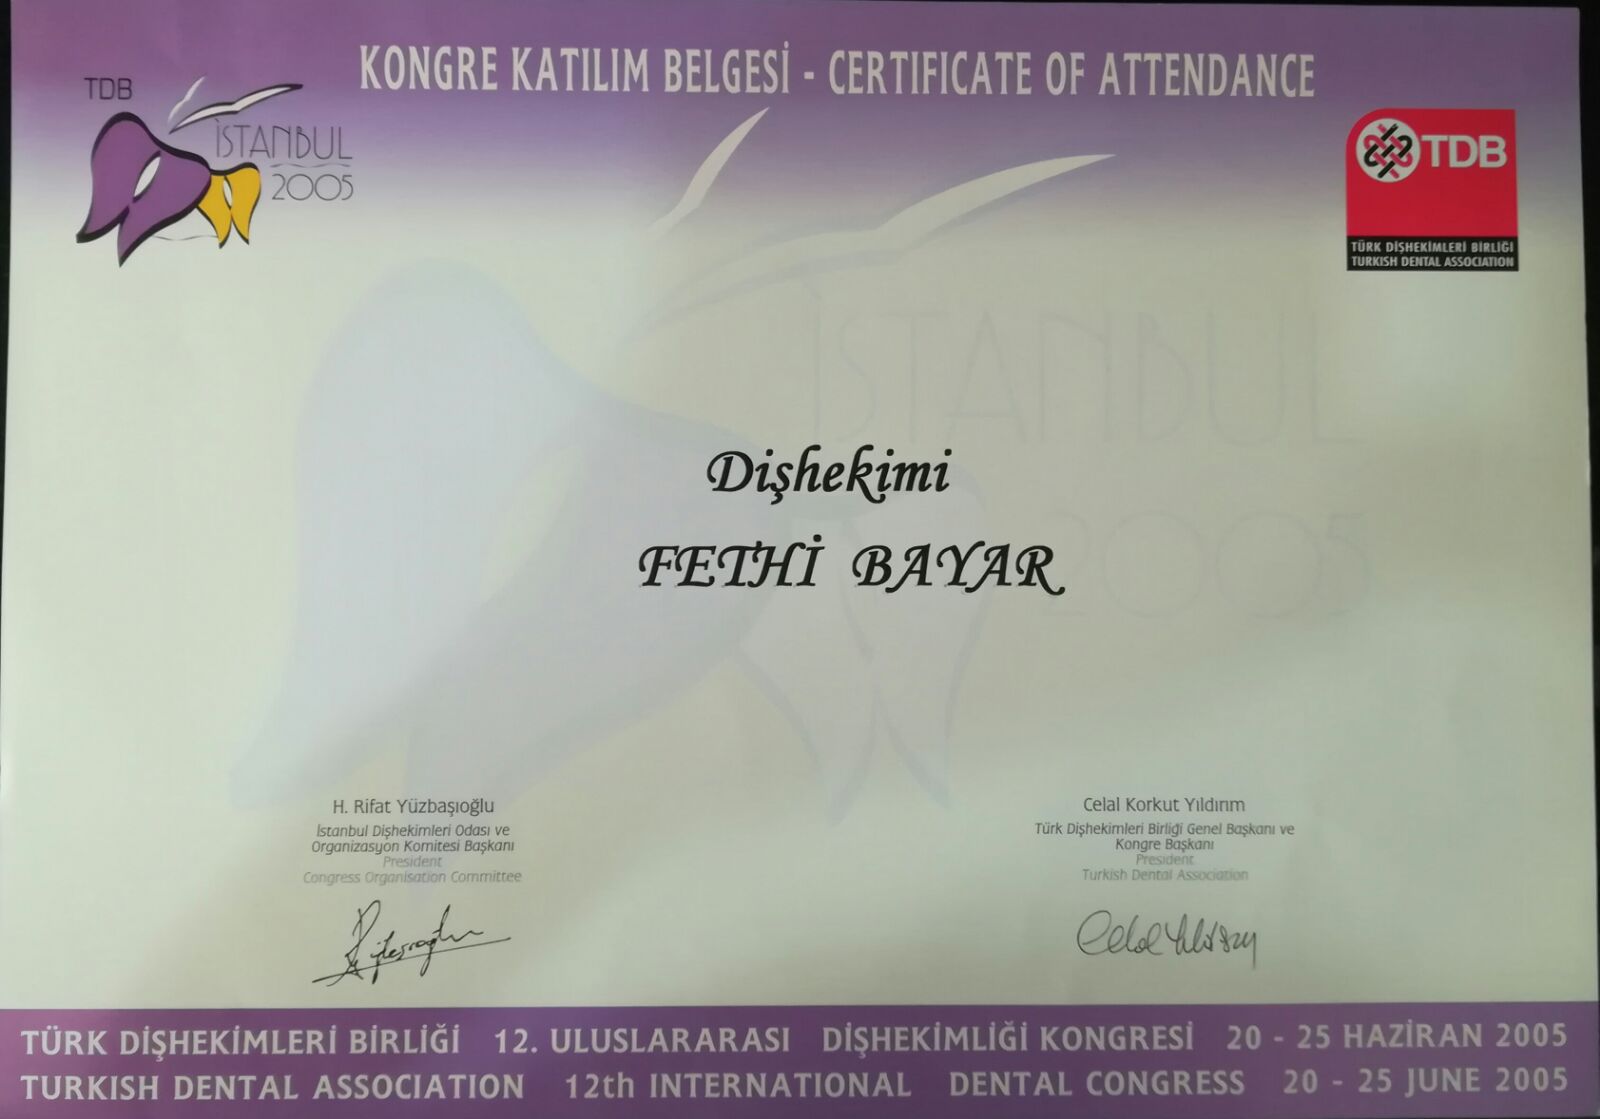 KONGRE KATILIM BELGESİ - CERTIFICATE OF ATTENDANCE
TDB
İSTANBUL
2005
TDB
TÜRK DİŞHEKİMLERİ BİRLİĞİ
TURKISH DENTAL ASSOCIATION
İSTANBUL
2005
Dişhekimi
FETHİ BAYAR
H. Rifat Yüzbaşıoğlu
İstanbul Dişhekimleri Odası ve
Organizasyon Komitesi Başkanı
President
Congress Organisation Committee
Celal Korkut Yıldırım
Türk Dişhekimleri Birliği Genel Başkanı ve
Kongre Başkanı
President
Turkish Dental Association
TÜRK DİŞHEKİMLERİ BİRLİĞİ 12. ULUSLARARASI DİŞHEKİMLİĞİ KONGRESİ 20 - 25 HAZİRAN 2005
TURKISH DENTAL ASSOCIATION 12th INTERNATIONAL DENTAL CONGRESS 20 - 25 JUNE 2005